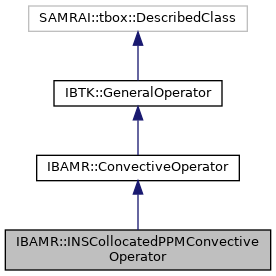 SAMRAI::tbox::DescribedClass
IBTK::GeneralOperator
IBAMR::ConvectiveOperator
IBAMR::INSCollocatedPPMConvective
Operator